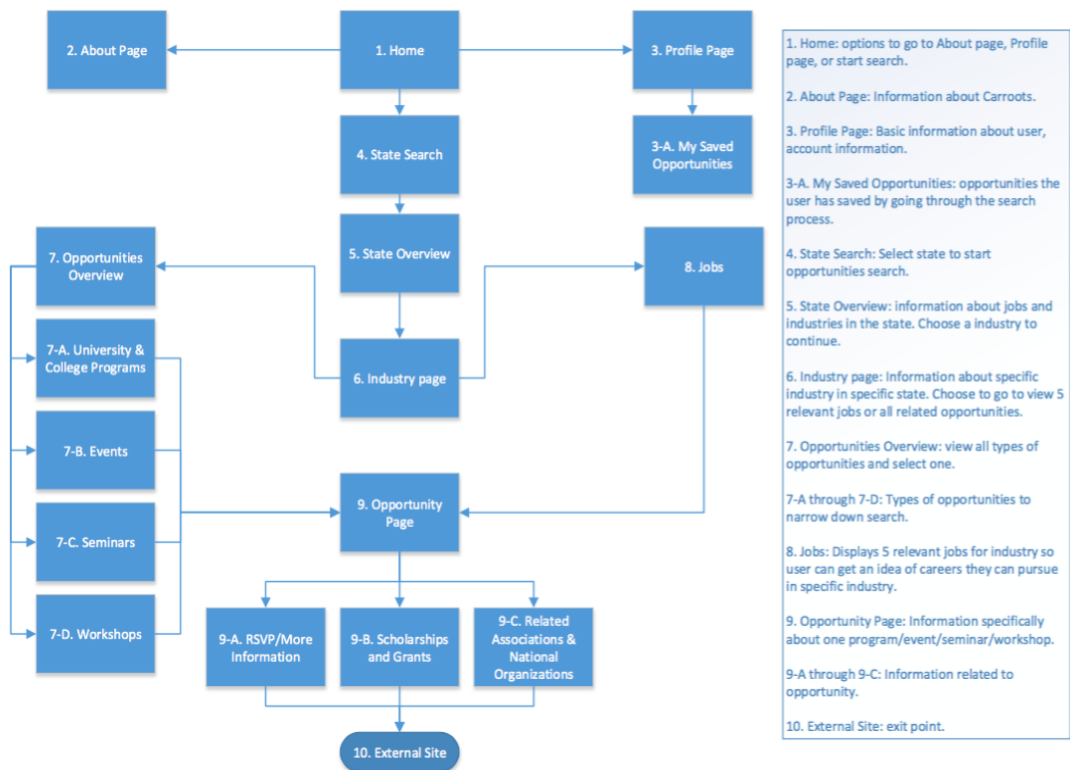 2. About Page
1. Home
3. Profile Page
4. State Search
3-A. My Saved
Opportunities
7. Opportunities
Overview
5. State Overview
8. Jobs
7-A. University &
College Programs
6. Industry page
7-B. Events
9. Opportunity
Page
7-C. Seminars
7-D. Workshops
9-A. RSVP/More
Information
9-B. Scholarships
and Grants
9-C. Related
Associations &
National
Organizations
10. External Site
1. Home: options to go to About page, Profile
page, or start search.
2. About Page: Information about Carroots.
3. Profile Page: Basic information about user,
account information.
3-A. My Saved Opportunities: opportunities the
user has saved by going through the search
process.
4. State Search: Select state to start
opportunities search.
5. State Overview: information about jobs and
industries in the state. Choose a industry to
continue.
6. Industry page: Information about specific
industry in specific state. Choose to go to view 5
relevant jobs or all related opportunities.
7. Opportunities Overview: view all types of
opportunities and select one.
7-A through 7-D: Types of opportunities to
narrow down search.
8. Jobs: Displays 5 relevant jobs for industry so
user can get an idea of careers they can pursue
in specific industry.
9. Opportunity Page: Information specifically
about one program/event/seminar/workshop.
9-A through 9-C: Information related to
opportunity.
10. External Site: exit point.